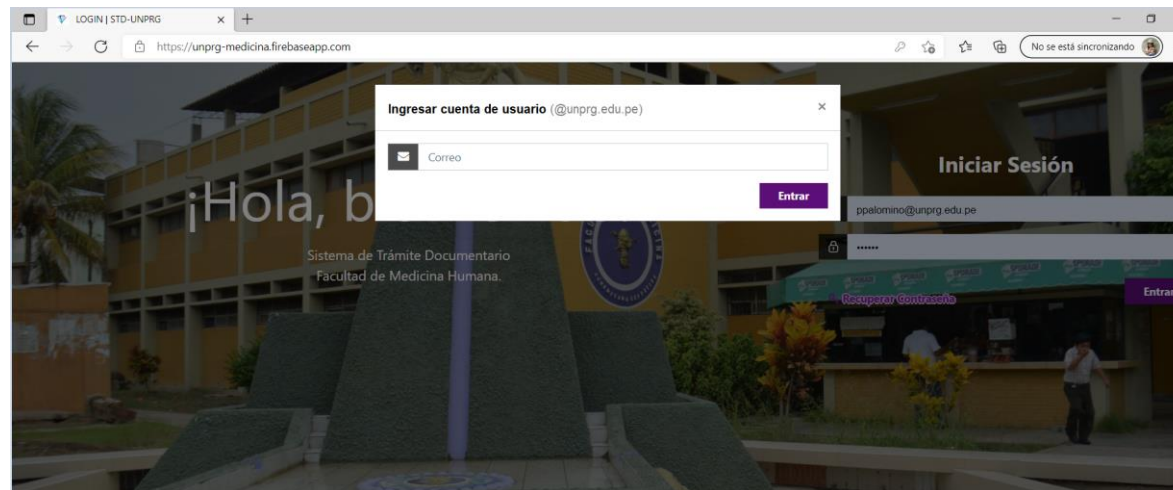 LOGIN | STD-UNPRG
https://unprg-medicina.firebaseapp.com
No se está sincronizando
Ingresar cuenta de usuario (@unprg.edu.pe)
Correo
Entrar
¡Hola, b
Sistema de Trámite Documentario
Facultad de Medicina Humana.
Iniciar Sesión
ppalomino@unprg.edu.pe
Recuperar Contraseña
Entrar